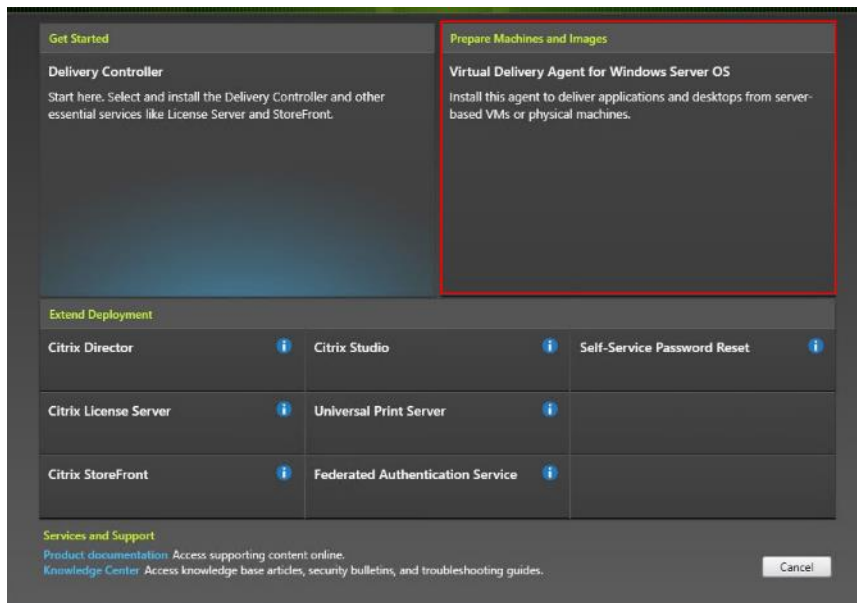 Get Started
Prepare Machines and Images
Delivery Controller
Start here. Select and install the Delivery Controller and other
essential services like License Server and StoreFront.
Virtual Delivery Agent for Windows Server OS
Install this agent to deliver applications and desktops from server-
based VMs or physical machines.
Extend Deployment
Citrix Director
Citrix Studio
Self-Service Password Reset
Citrix License Server
Universal Print Server
Citrix StoreFront
Federated Authentication Service
Services and Support
Product documentation Access supporting content online.
Knowledge Center Access knowledge base articles, security bulletins, and troubleshooting guides.
Cancel